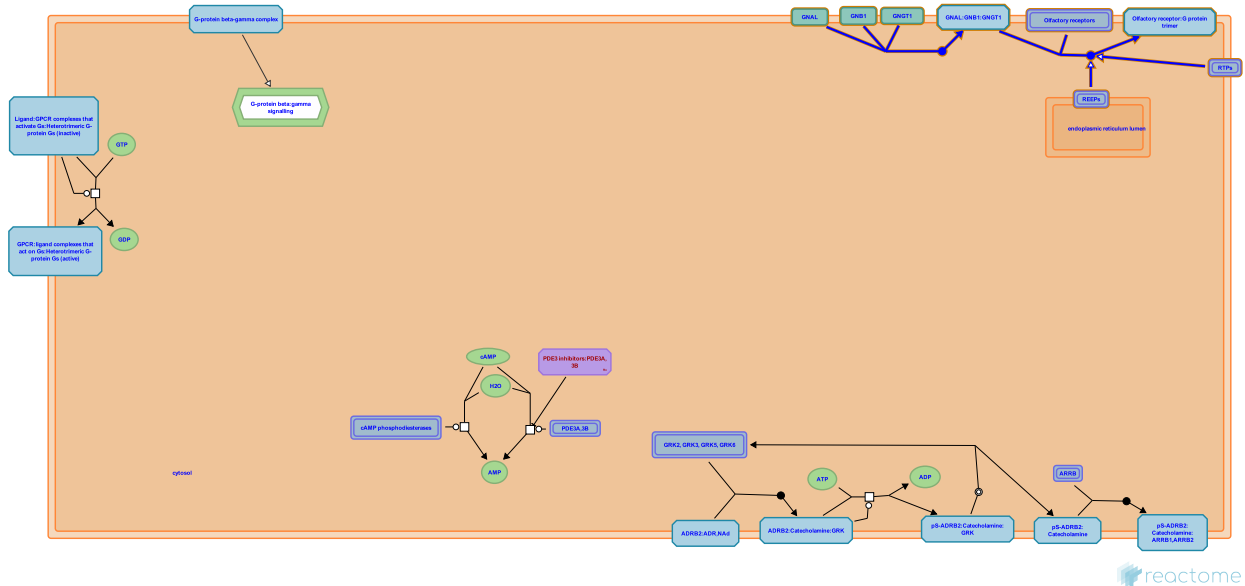 G-protein beta-gamma complex
G-protein beta:gamma
signalling
GNAL
GNB1
GNGT1
GNAL:GNB1:GNGT1
Olfactory receptors
Olfactory receptor:G protein
trimer
RTPs
REEPs
endoplasmic reticulum lumen
Ligand:GPCR complexes that
activate Gs:Heterotrimeric G-
protein Gs (inactive)
GTP
GPCR:ligand complexes that
act on Gs:Heterotrimeric G-
protein Gs (active)
GDP
cAMP
H2O
PDE3 inhibitors:PDE3A,
3B
cAMP phosphodiesterases
PDE3A,3B
AMP
cytosol
GRK2, GRK3, GRK5, GRK6
ATP
ADP
ARRB
ADRB2:ADR,NAd
ADRB2:Catecholamine:GRK
pS-ADRB2:Catecholamine:
GRK
pS-ADRB2:
Catecholamine
pS-ADRB2:
Catecholamine:
ARRB1,ARRB2
reactome